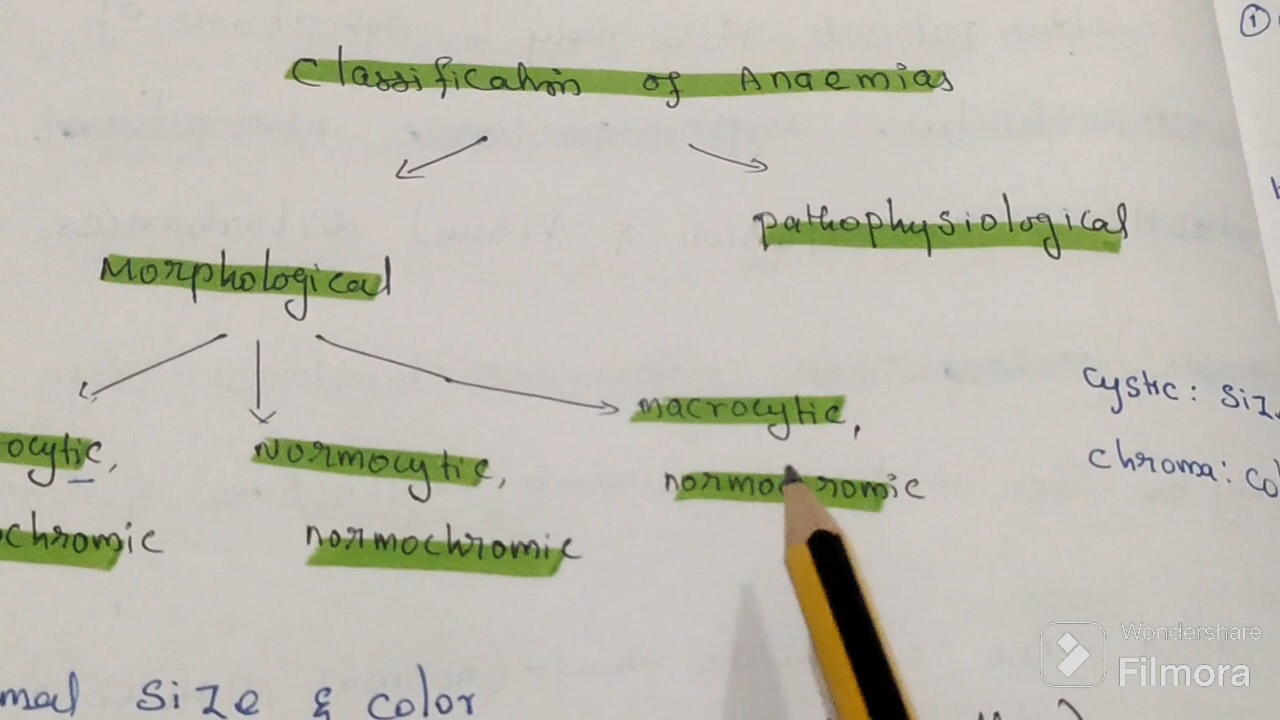 Classification of Anaemias
pathophysiological
Morphological
macrocytic,
normochromic
Normocytic,
normochromic
ocytic,
chromic
cystic: Siz
chroma: co
mal size & color
①
Wondershare
Filmora